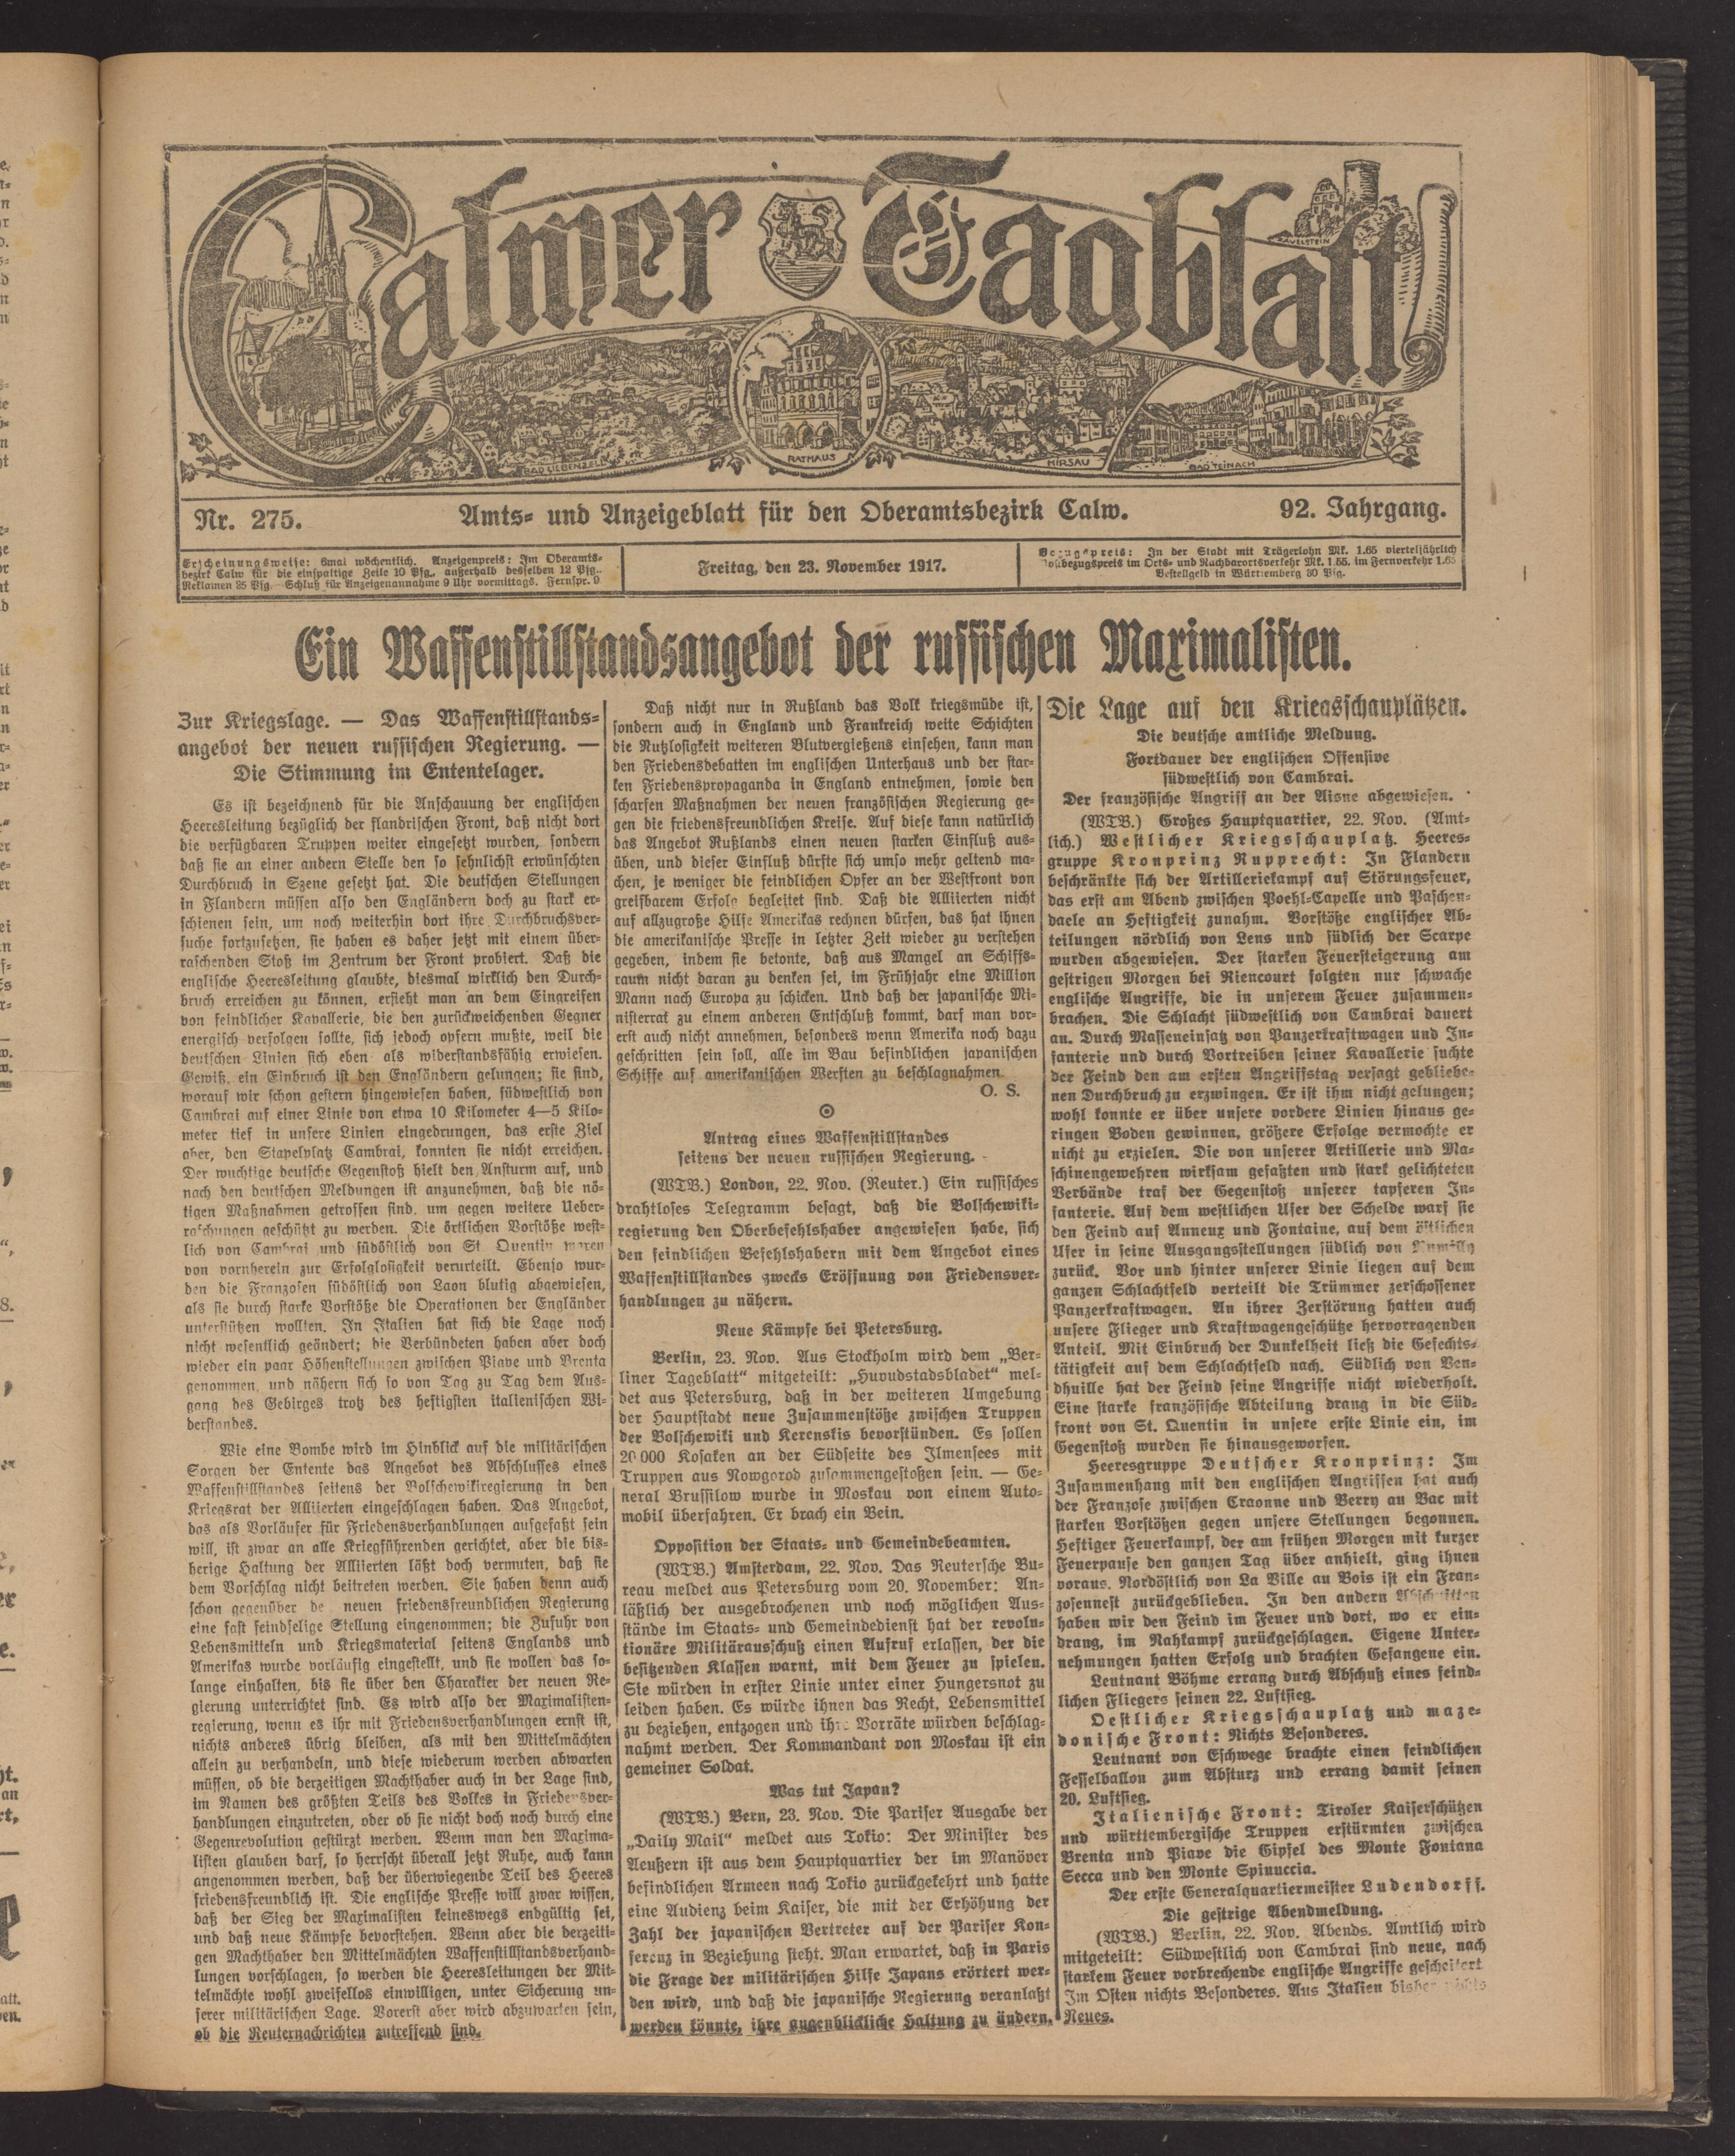 Calwer Tagblatt
ZAVELSTEIN
BAD LIEBENZELL
RATHAUS
HIRSAU
BAD TEINACH
Nr. 275.
Amts- und Anzeigeblatt für den Oberamtsbezirk Calw.
92. Jahrgang.
Erscheinungsweise: 6mal wöchentlich. Anzeigenpreis: Im Oberamts-
bezirk Calw für die einspaltige Zeile 10 Pfg., außerhalb desselben 12 Pfg.,
Reklamen 25 Pfg. — Schluß für Anzeigenannahme 9 Uhr vormittags. Fernspr. 9
Freitag, den 23. November 1917.
Bezugspreis: In der Stadt mit Trägerlohn Mk. 1.65 vierteljährlich
Postbezugspreis im Orts- und Nachbarortsverkehr Mk. 1.55. im Fernverkehr 1.65
Bestellgeld in Württemberg 30 Pfg.
Ein Waffenstillstandsangebot der russischen Maximalisten.
Zur Kriegslage. — Das Waffenstillstands-
angebot der neuen russischen Regierung. —
Die Stimmung im Ententelager.
Es ist bezeichnend für die Anschauung der englischen
Heeresleitung bezüglich der flandrischen Front, daß nicht dort
die verfügbaren Truppen weiter eingesetzt wurden, sondern
daß sie an einer andern Stelle den so sehnlichst erwünschten
Durchbruch in Szene gesetzt hat. Die deutschen Stellungen
in Flandern müssen also den Engländern doch zu stark er-
schienen sein, um noch weiterhin dort ihre Durchbruchsver-
suche fortzusetzen, sie haben es daher jetzt mit einem über-
raschenden Stoß im Zentrum der Front probiert. Daß die
englische Heeresleitung glaubte, diesmal wirklich den Durch-
bruch erreichen zu können, ersieht man an dem Eingreifen
von feindlicher Kavallerie, die den zurückweichenden Gegner
energisch verfolgen sollte, sich jedoch opfern mußte, weil die
deutschen Linien sich eben als widerstandsfähig erwiesen.
Gewiß, ein Einbruch ist den Engländern gelungen; sie sind,
worauf wir schon gestern hingewiesen haben, südwestlich von
Cambrai auf einer Linie von etwa 10 Kilometer 4—5 Kilo-
meter tief in unsere Linien eingedrungen, das erste Ziel
aber, den Stapelplatz Cambrai, konnten sie nicht erreichen.
Der wuchtige deutsche Gegenstoß hielt den Ansturm auf, und
nach den deutschen Meldungen ist anzunehmen, daß die nö-
tigen Maßnahmen getroffen sind, um gegen weitere Ueber-
raschungen geschützt zu werden. Die örtlichen Vorstöße west-
lich von Cambrai und südöstlich von St Quentin waren
von vornherein zur Erfolglosigkeit verurteilt. Ebenso wur-
den die Franzosen südöstlich von Laon blutig abgewiesen,
als sie durch starke Vorstöße die Operationen der Engländer
unterstützen wollten. In Italien hat sich die Lage noch
nicht wesentlich geändert; die Verbündeten haben aber doch
wieder ein paar Höhenstellungen zwischen Piave und Brenta
genommen, und nähern sich so von Tag zu Tag dem Aus-
gang des Gebirges trotz des heftigsten italienischen Wi-
derstandes.
Wie eine Bombe wird im Hinblick auf die militärischen
Sorgen der Entente das Angebot des Abschlusses eines
Waffenstillstandes seitens der Bolschewikiregierung in den
Kriegsrat der Alliierten eingeschlagen haben. Das Angebot,
das als Vorläufer für Friedensverhandlungen aufgefaßt sein
will, ist zwar an alle Kriegführenden gerichtet, aber die bis-
herige Haltung der Alliierten läßt doch vermuten, daß sie
dem Vorschlag nicht beitreten werden. Sie haben denn auch
schon gegenüber de neuen friedensfreundlichen Regierung
eine fast feindselige Stellung eingenommen; die Zufuhr von
Lebensmitteln und Kriegsmaterial seitens Englands und
Amerikas wurde vorläufig eingestellt, und sie wollen das so-
lange einhalten, bis sie über den Charakter der neuen Re-
gierung unterrichtet sind. Es wird also der Maximalisten-
regierung, wenn es ihr mit Friedensverhandlungen ernst ist,
nichts anderes übrig bleiben, als mit den Mittelmächten
allein zu verhandeln, und diese wiederum werden abwarten
müssen, ob die derzeitigen Machthaber auch in der Lage sind,
im Namen des größten Teils des Volkes in Friedensver-
handlungen einzutreten, oder ob sie nicht doch noch durch eine
Gegenrevolution gestürzt werden. Wenn man den Maxima-
listen glauben darf, so herrscht überall jetzt Ruhe, auch kann
angenommen werden, daß der überwiegende Teil des Heeres
friedensfreundlich ist. Die englische Presse will zwar wissen,
daß der Sieg der Maximalisten keineswegs endgültig sei,
und daß neue Kämpfe bevorstehen. Wenn aber die derzeiti-
gen Machthaber den Mittelmächten Waffenstillstandsverhand-
lungen vorschlagen, so werden die Heeresleitungen der Mit-
telmächte wohl zweifellos einwilligen, unter Sicherung un-
serer militärischen Lage. Vorerst aber wird abzuwarten sein,
ob die Reuternachrichten zutreffend sind.
Daß nicht nur in Rußland das Volk kriegsmüde ist,
sondern auch in England und Frankreich weite Schichten
die Nutzlosigkeit weiteren Blutvergießens einsehen, kann man
den Friedensdebatten im englischen Unterhaus und der star-
ken Friedenspropaganda in England entnehmen, sowie den
scharfen Maßnahmen der neuen französischen Regierung ge-
gen die friedensfreundlichen Kreise. Auf diese kann natürlich
das Angebot Rußlands einen neuen starken Einfluß aus-
üben, und dieser Einfluß dürfte sich umso mehr geltend ma-
chen, je weniger die feindlichen Opfer an der Westfront von
greifbarem Erfolg begleitet sind. Daß die Alliierten nicht
auf allzugroße Hilfe Amerikas rechnen dürfen, das hat ihnen
die amerikanische Presse in letzter Zeit wieder zu verstehen
gegeben, indem sie betonte, daß aus Mangel an Schiffs-
raum nicht daran zu denken sei, im Frühjahr eine Million
Mann nach Europa zu schicken. Und daß der japanische Mi-
nisterrat zu einem anderen Entschluß kommt, darf man vor-
erst auch nicht annehmen, besonders wenn Amerika noch dazu
geschritten sein soll, alle im Bau befindlichen japanischen
Schiffe auf amerikanischen Werften zu beschlagnahmen.
O. S.
Antrag eines Waffenstillstandes
seitens der neuen russischen Regierung.
(WTB.) London, 22. Nov. (Reuter.) Ein russisches
drahtloses Telegramm besagt, daß die Bolschewiki-
regierung den Oberbefehlshaber angewiesen habe, sich
den feindlichen Befehlshabern mit dem Angebot eines
Waffenstillstandes zwecks Eröffnung von Friedensver-
handlungen zu nähern.
Neue Kämpfe bei Petersburg.
Berlin, 23. Nov. Aus Stockholm wird dem „Ber-
liner Tageblatt" mitgeteilt: „Huvudstadsbladet" mel-
det aus Petersburg, daß in der weiteren Umgebung
der Hauptstadt neue Zusammenstöße zwischen Truppen
der Bolschewiki und Kerenskis bevorstünden. Es sollen
20 000 Kosaken an der Südseite des Ilmensees mit
Truppen aus Nowgorod zusammengestoßen sein. — Ge-
neral Brussilow wurde in Moskau von einem Auto-
mobil überfahren. Er brach ein Bein.
Opposition der Staats- und Gemeindebeamten.
(WTB.) Amsterdam, 22. Nov. Das Reutersche Bu-
reau meldet aus Petersburg vom 20. November: An-
läßlich der ausgebrochenen und noch möglichen Aus-
stände im Staats- und Gemeindedienst hat der revolu-
tionäre Militärauschuß einen Aufruf erlassen, der die
besitzenden Klassen warnt, mit dem Feuer zu spielen.
Sie würden in erster Linie unter einer Hungersnot zu
leiden haben. Es würde ihnen das Recht, Lebensmittel
zu beziehen, entzogen und ihre Vorräte würden beschlag-
nahmt werden. Der Kommandant von Moskau ist ein
gemeiner Soldat.
Was tut Japan?
(WTB.) Bern, 23. Nov. Die Pariser Ausgabe der
„Daily Mail" meldet aus Tokio: Der Minister des
Aeußern ist aus dem Hauptquartier der im Manöver
befindlichen Armeen nach Tokio zurückgekehrt und hatte
eine Audienz beim Kaiser, die mit der Erhöhung der
Zahl der japanischen Vertreter auf der Pariser Kon-
ferenz in Beziehung steht. Man erwartet, daß in Paris
die Frage der militärischen Hilfe Japans erörtert wer-
den wird, und daß die japanische Regierung veranlaßt
werden könnte, ihre augenblickliche Haltung zu ändern.
Die Lage auf den Kriegsschauplätzen.
Die deutsche amtliche Meldung.
Fortdauer der englischen Offensive
südwestlich von Cambrai.
Der französische Angriff an der Aisne abgewiesen.
(WTB.) Großes Hauptquartier, 22. Nov. (Amt-
lich.) Westlicher Kriegsschauplatz. Heeres-
gruppe Kronprinz Rupprecht: In Flandern
beschränkte sich der Artilleriekampf auf Störungsfeuer,
das erst am Abend zwischen Poehl-Capelle und Paschen-
daele an Heftigkeit zunahm. Vorstöße englischer Ab-
teilungen nördlich von Lens und südlich der Scarpe
wurden abgewiesen. Der starken Feuersteigerung am
gestrigen Morgen bei Riencourt folgten nur schwache
englische Angriffe, die in unserem Feuer zusammen-
brachen. Die Schlacht südwestlich von Cambrai dauert
an. Durch Masseneinsatz von Panzerkraftwagen und In-
fanterie und durch Vortreiben seiner Kavallerie suchte
der Feind den am ersten Angriffstag versagt gebliebe-
nen Durchbruch zu erzwingen. Er ist ihm nicht gelungen;
wohl konnte er über unsere vordere Linien hinaus ge-
ringen Boden gewinnen, größere Erfolge vermochte er
nicht zu erzielen. Die von unserer Artillerie und Ma-
schinengewehren wirksam gefaßten und stark gelichteten
Verbände traf der Gegenstoß unserer tapferen In-
fanterie. Auf dem westlichen Ufer der Schelde warf sie
den Feind auf Anneux und Fontaine, auf dem östlichen
Ufer in seine Ausgangsstellungen südlich von Rumilly
zurück. Vor und hinter unserer Linie liegen auf dem
ganzen Schlachtfeld verteilt die Trümmer zerschossener
Panzerkraftwagen. An ihrer Zerstörung hatten auch
unsere Flieger und Kraftwagengeschütze hervorragenden
Anteil. Mit Einbruch der Dunkelheit ließ die Gefechts-
tätigkeit auf dem Schlachtfeld nach. Südlich von Ven-
dhuille hat der Feind seine Angriffe nicht wiederholt.
Eine starke französische Abteilung drang in die Süd-
front von St. Quentin in unsere erste Linie ein, im
Gegenstoß wurden sie hinausgeworfen.
Heeresgruppe Deutscher Kronprinz: Im
Zusammenhang mit den englischen Angriffen hat auch
der Franzose zwischen Craonne und Berry au Bac mit
starken Vorstößen gegen unsere Stellungen begonnen.
Heftiger Feuerkampf, der am frühen Morgen mit kurzer
Feuerpause den ganzen Tag über anhielt, ging ihnen
voraus. Nordöstlich von La Ville au Bois ist ein Fran-
zosennest zurückgeblieben. In den andern Abschnitten
haben wir den Feind im Feuer und dort, wo er ein-
drang, im Nahkampf zurückgeschlagen. Eigene Unter-
nehmungen hatten Erfolg und brachten Gefangene ein.
Leutnant Böhme errang durch Abschuß eines feind-
lichen Fliegers seinen 22. Luftsieg.
Oestlicher Kriegsschauplatz und maze-
donische Front: Nichts Besonderes.
Leutnant von Eschwege brachte einen feindlichen
Fesselballon zum Absturz und errang damit seinen
20. Luftsieg.
Italienische Front: Tiroler Kaiserschützen
und württembergische Truppen erstürmten zwischen
Brenta und Piave die Gipfel des Monte Fontana
Secca und den Monte Spinuccia.
Der erste Generalquartiermeister Ludendorff.
Die gestrige Abendmeldung.
(WTB.) Berlin, 22. Nov. Abends. Amtlich wird
mitgeteilt: Südwestlich von Cambrai sind neue, nach
starkem Feuer vorbrechende englische Angriffe gescheitert
Im Osten nichts Besonderes. Aus Italien bisher nichts
Neues.